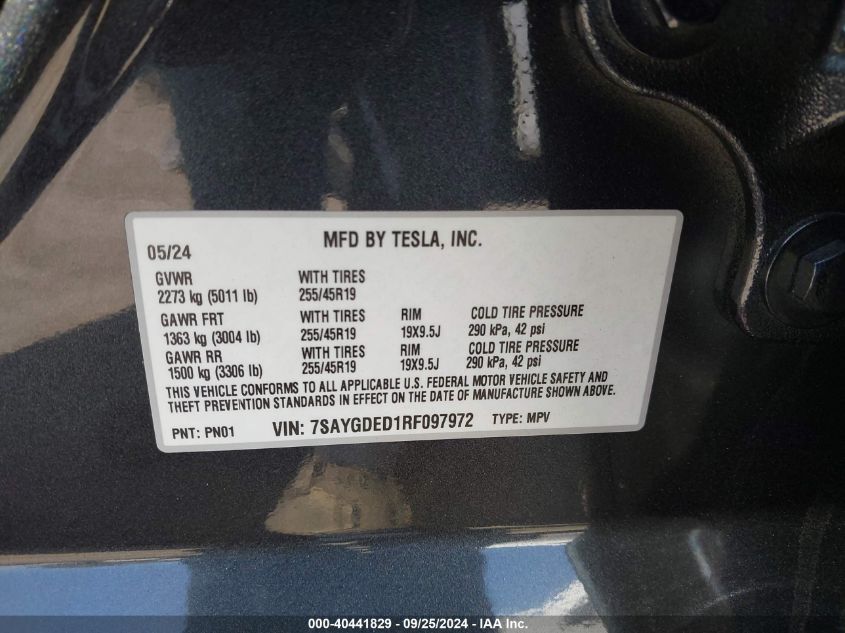 05/24 MFD BY TESLA, INC.
GVWR WITH TIRES
2273 kg (5011 lb) 255/45R19
GAWR FRT WITH TIRES RIM COLD TIRE PRESSURE
1363 kg (3004 lb) 255/45R19 19X9.5J 290 kPa, 42 psi
GAWR RR WITH TIRES RIM COLD TIRE PRESSURE
1500 kg (3306 lb) 255/45R19 19X9.5J 290 kPa, 42 psi
THIS VEHICLE CONFORMS TO ALL APPLICABLE U.S. FEDERAL MOTOR VEHICLE SAFETY AND
THEFT PREVENTION STANDARDS IN EFFECT ON THE DATE OF MANUFACTURE SHOWN ABOVE.
PNT: PN01 VIN: 7SAYGDED1RF097972 TYPE: MPV
000-40441829 - 09/25/2024 - IAA Inc.